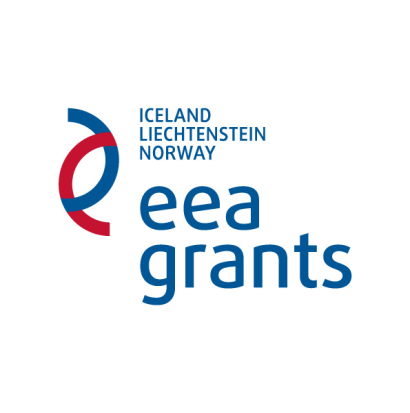 ICELAND
LIECHTENSTEIN
NORWAY
eea
grants